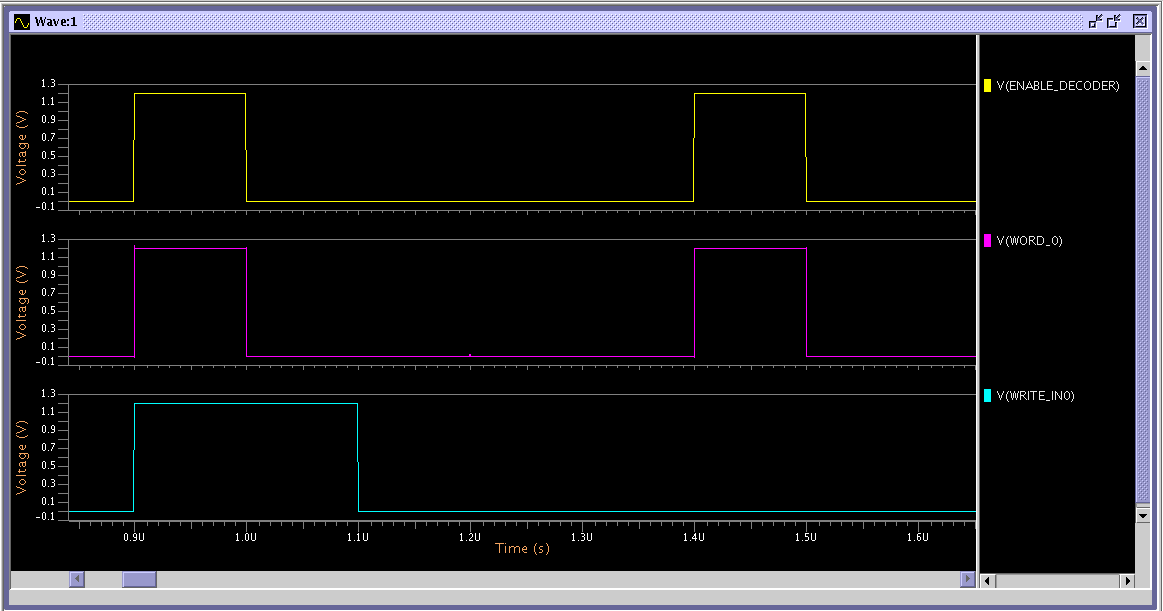 Wave:1
1.3
1.1
0.9
0.7
0.5
0.3
0.1
-0.1
Voltage (V)
V(ENABLE_DECODER)
1.3
1.1
0.9
0.7
0.5
0.3
0.1
-0.1
Voltage (V)
V(WORD_0)
1.3
1.1
0.9
0.7
0.5
0.3
0.1
-0.1
Voltage (V)
V(WRITE_IN0)
0.9U 1.0U 1.1U 1.2U 1.3U 1.4U 1.5U 1.6U
Time (s)